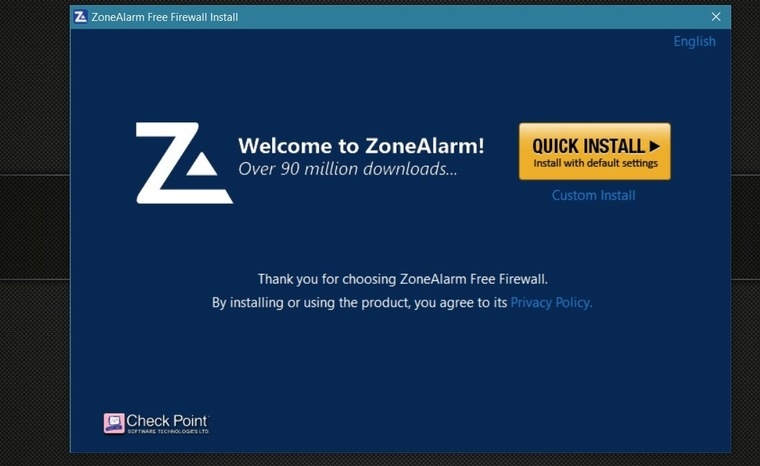 ZoneAlarm Free Firewall Install
English
Welcome to ZoneAlarm!
Over 90 million downloads...
QUICK INSTALL
Install with default settings
Custom Install
Thank you for choosing ZoneAlarm Free Firewall.
By installing or using the product, you agree to its Privacy Policy.
Check Point
SOFTWARE TECHNOLOGIES LTD.